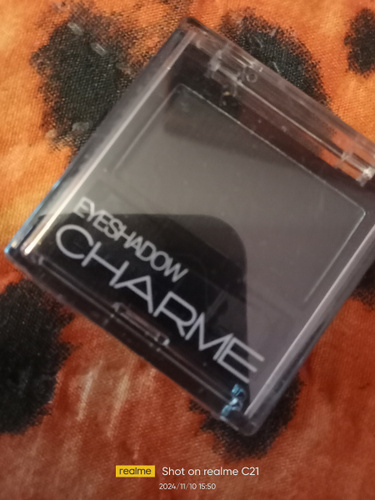 EYESHADOW
CHARME
realme Shot on realme C21
2024/11/10 15:50